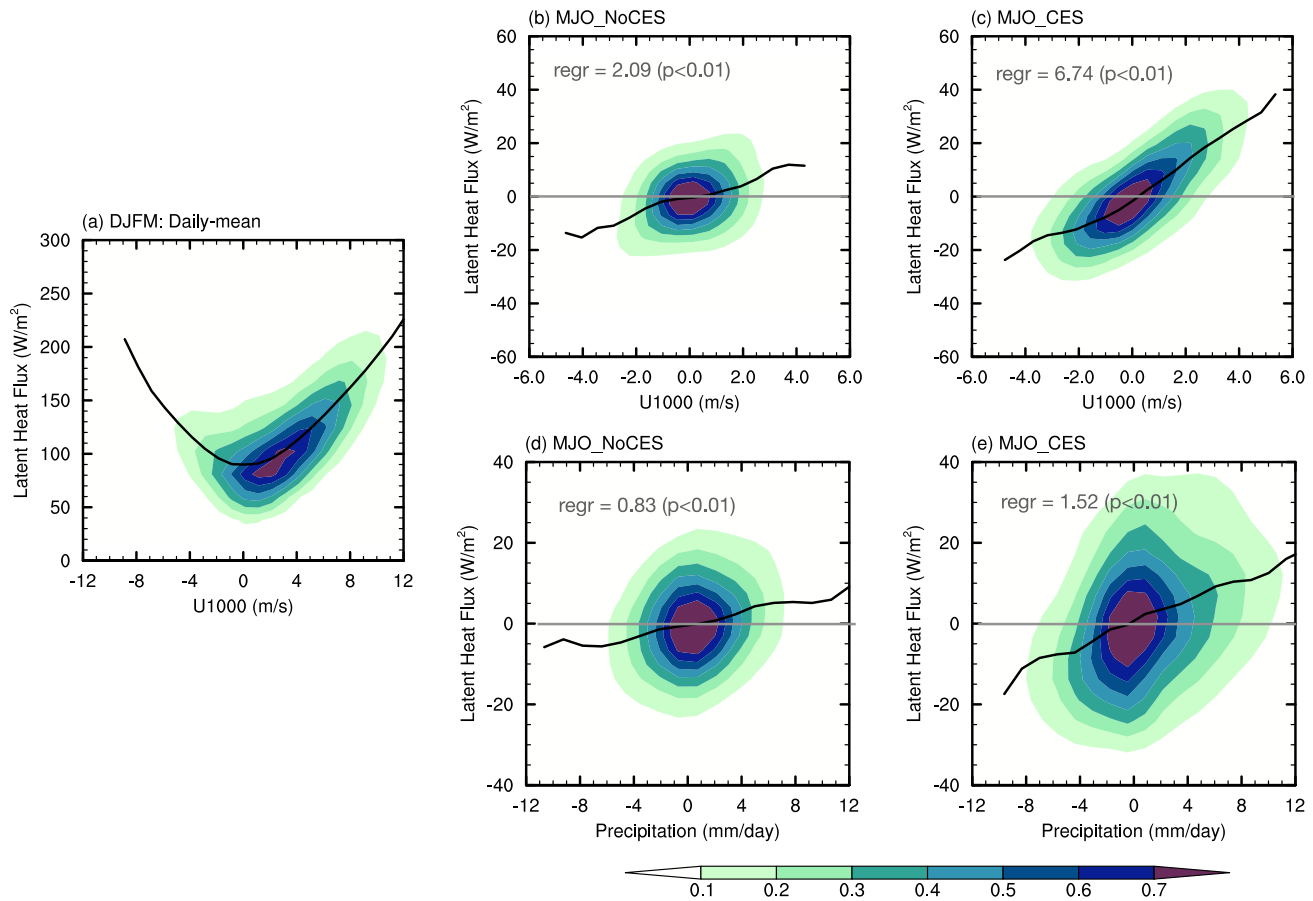 (b) MJO_NoCES
regr = 2.09 (p<0.01)
60
40
20
0
-20
-40
-60
Latent Heat Flux (W/m²)
-6.0 -4.0 -2.0 0.0 2.0 4.0 6.0
U1000 (m/s)
(c) MJO_CES
regr = 6.74 (p<0.01)
60
40
20
0
-20
-40
-60
Latent Heat Flux (W/m²)
-6.0 -4.0 -2.0 0.0 2.0 4.0 6.0
U1000 (m/s)
(a) DJFM: Daily-mean
300
250
200
150
100
50
0
Latent Heat Flux (W/m²)
-12 -8 -4 0 4 8 12
U1000 (m/s)
(d) MJO_NoCES
regr = 0.83 (p<0.01)
40
20
0
-20
-40
Latent Heat Flux (W/m²)
-12 -8 -4 0 4 8 12
Precipitation (mm/day)
(e) MJO_CES
regr = 1.52 (p<0.01)
40
20
0
-20
-40
Latent Heat Flux (W/m²)
-12 -8 -4 0 4 8 12
Precipitation (mm/day)
0.1 0.2 0.3 0.4 0.5 0.6 0.7